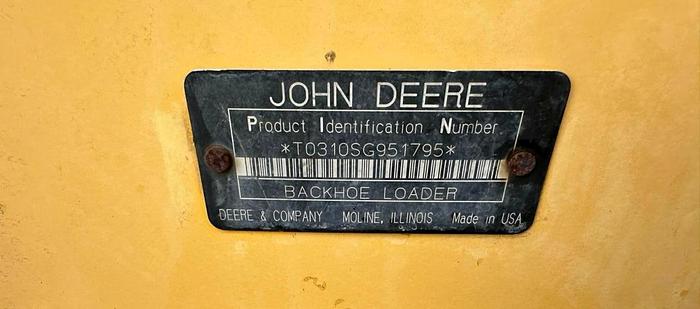 JOHN DEERE
Product Identification Number
*T0310SG951795*
BACKHOE LOADER
DEERE & COMPANY MOLINE, ILLINOIS Made in USA